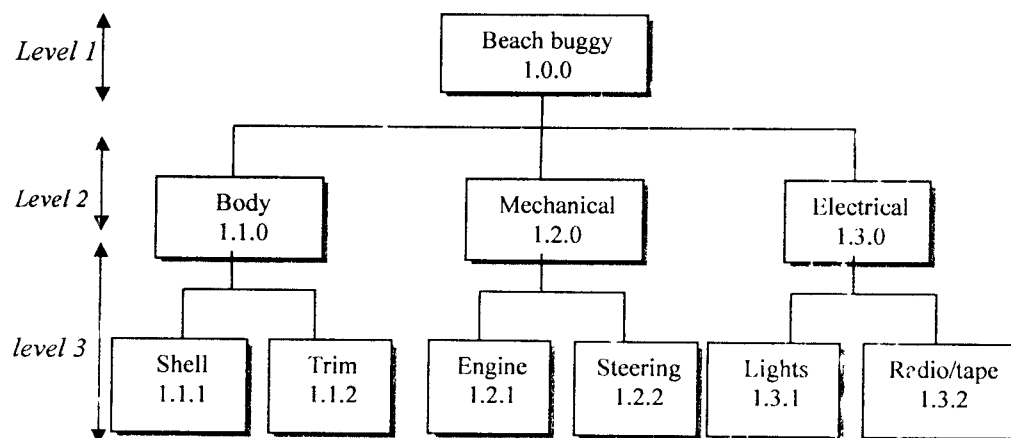 Level 1
Beach buggy
1.0.0
Level 2
Body
1.1.0
Mechanical
1.2.0
Electrical
1.3.0
level 3
Shell
1.1.1
Trim
1.1.2
Engine
1.2.1
Steering
1.2.2
Lights
1.3.1
Radio/tape
1.3.2